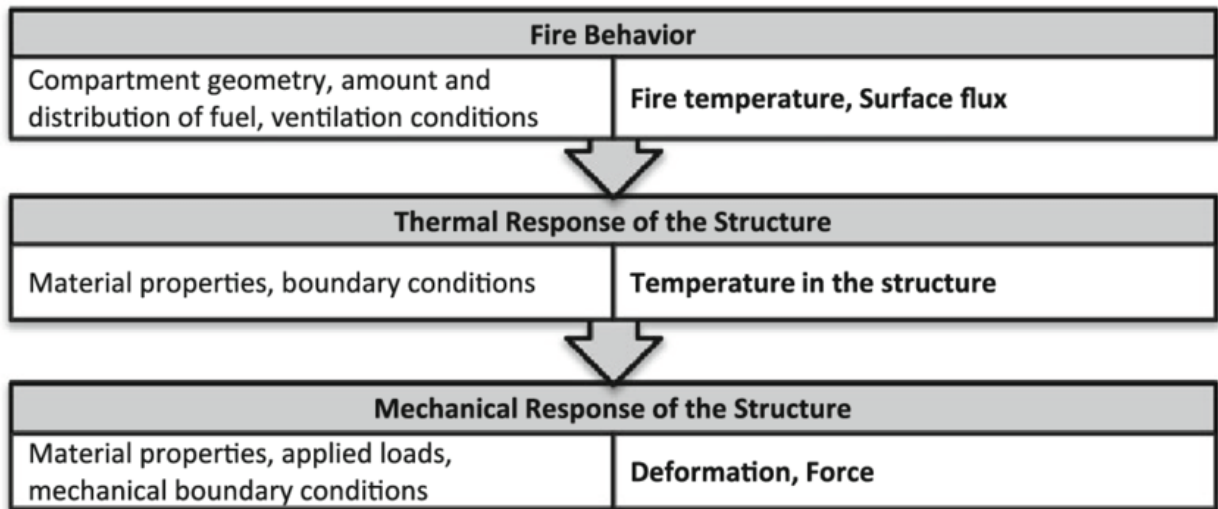 Fire Behavior
Compartment geometry, amount and
distribution of fuel, ventilation conditions
Fire temperature, Surface flux
Thermal Response of the Structure
Material properties, boundary conditions
Temperature in the structure
Mechanical Response of the Structure
Material properties, applied loads,
mechanical boundary conditions
Deformation, Force